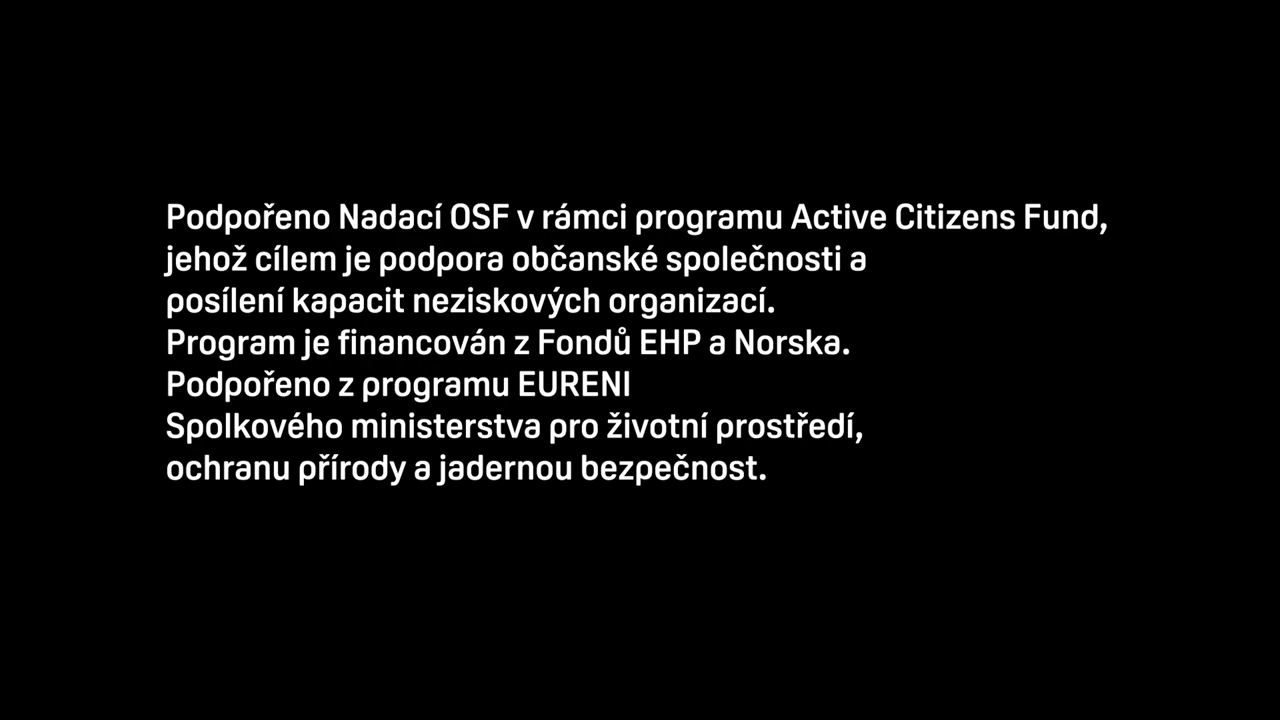 Podpořeno Nadací OSF v rámci programu Active Citizens Fund,
jehož cílem je podpora občanské společnosti a
posílení kapacit neziskových organizací.
Program je financován z Fondů EHP a Norska.
Podpořeno z programu EURENI
Spolkového ministerstva pro životní prostředí,
ochranu přírody a jadernou bezpečnost.